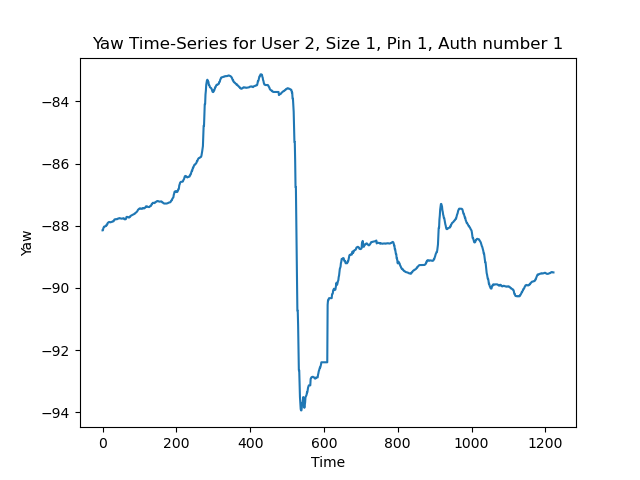 Yaw Time-Series for User 2, Size 1, Pin 1, Auth number 1
−84
−86
−88
−90
−92
−94
Yaw
0 200 400 600 800 1000 1200
Time